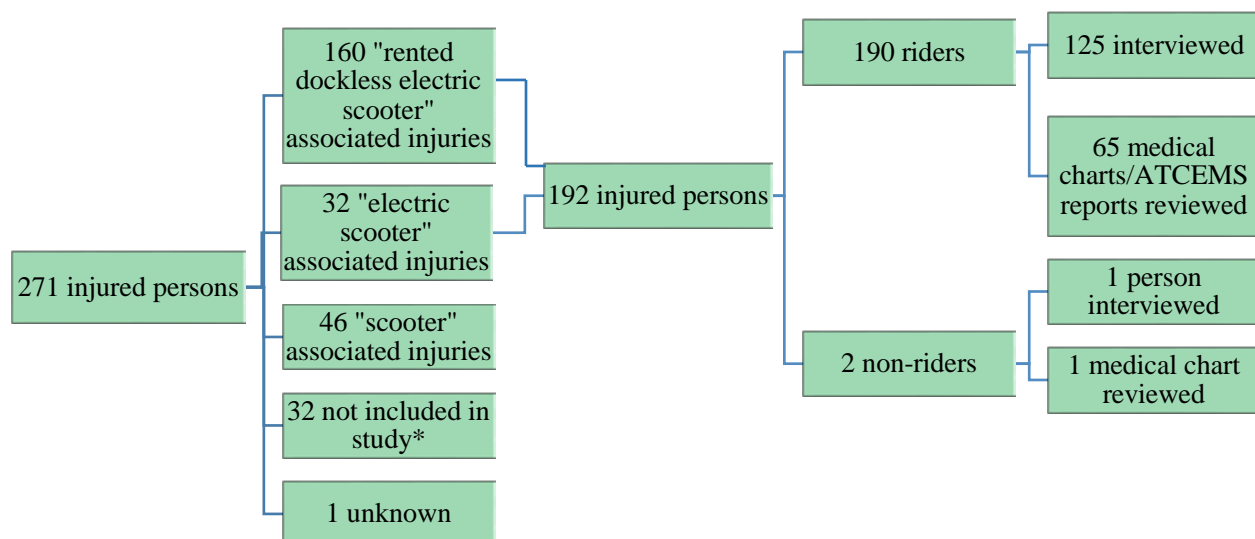 271 injured persons
160 "rented
dockless electric
scooter"
associated injuries
32 "electric
scooter"
associated injuries
46 "scooter"
associated injuries
32 not included in
study*
1 unknown
192 injured persons
190 riders
2 non-riders
125 interviewed
65 medical
charts/ATCEMS
reports reviewed
1 person
interviewed
1 medical chart
reviewed